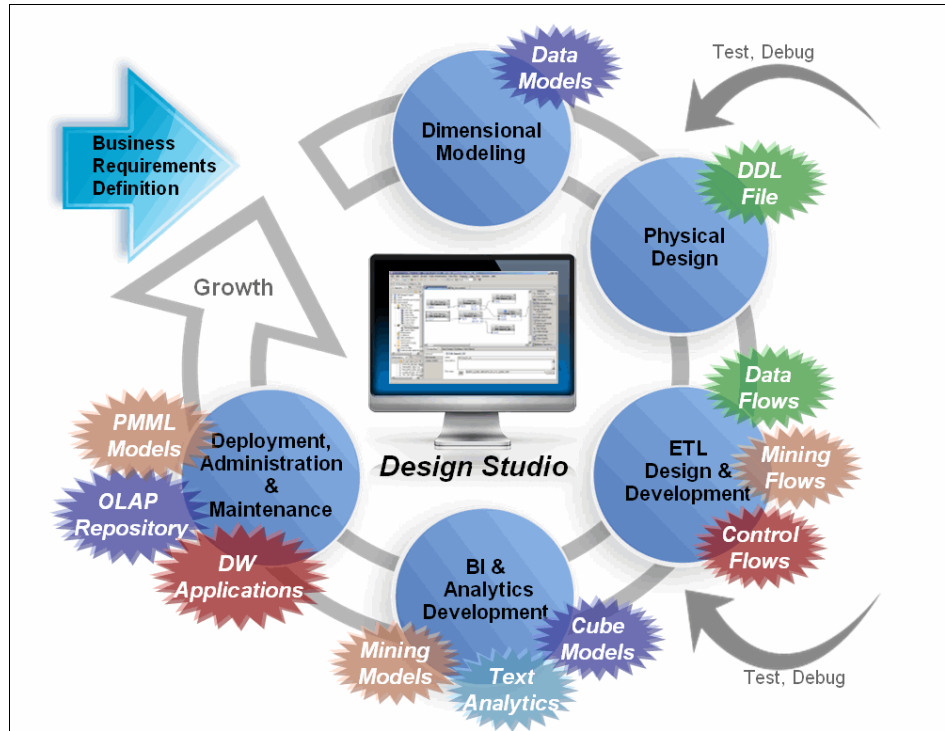 Data
Models
Test, Debug
Dimensional
Modeling
Business
Requirements
Definition
DDL
File
Physical
Design
Growth
Data
Flows
PMML
Models
Deployment,
Administration
&
Maintenance
Design Studio
ETL
Design &
Development
Mining
Flows
OLAP
Repository
Control
Flows
DW
Applications
BI &
Analytics
Development
Cube
Models
Mining
Models
Text
Analytics
Test, Debug